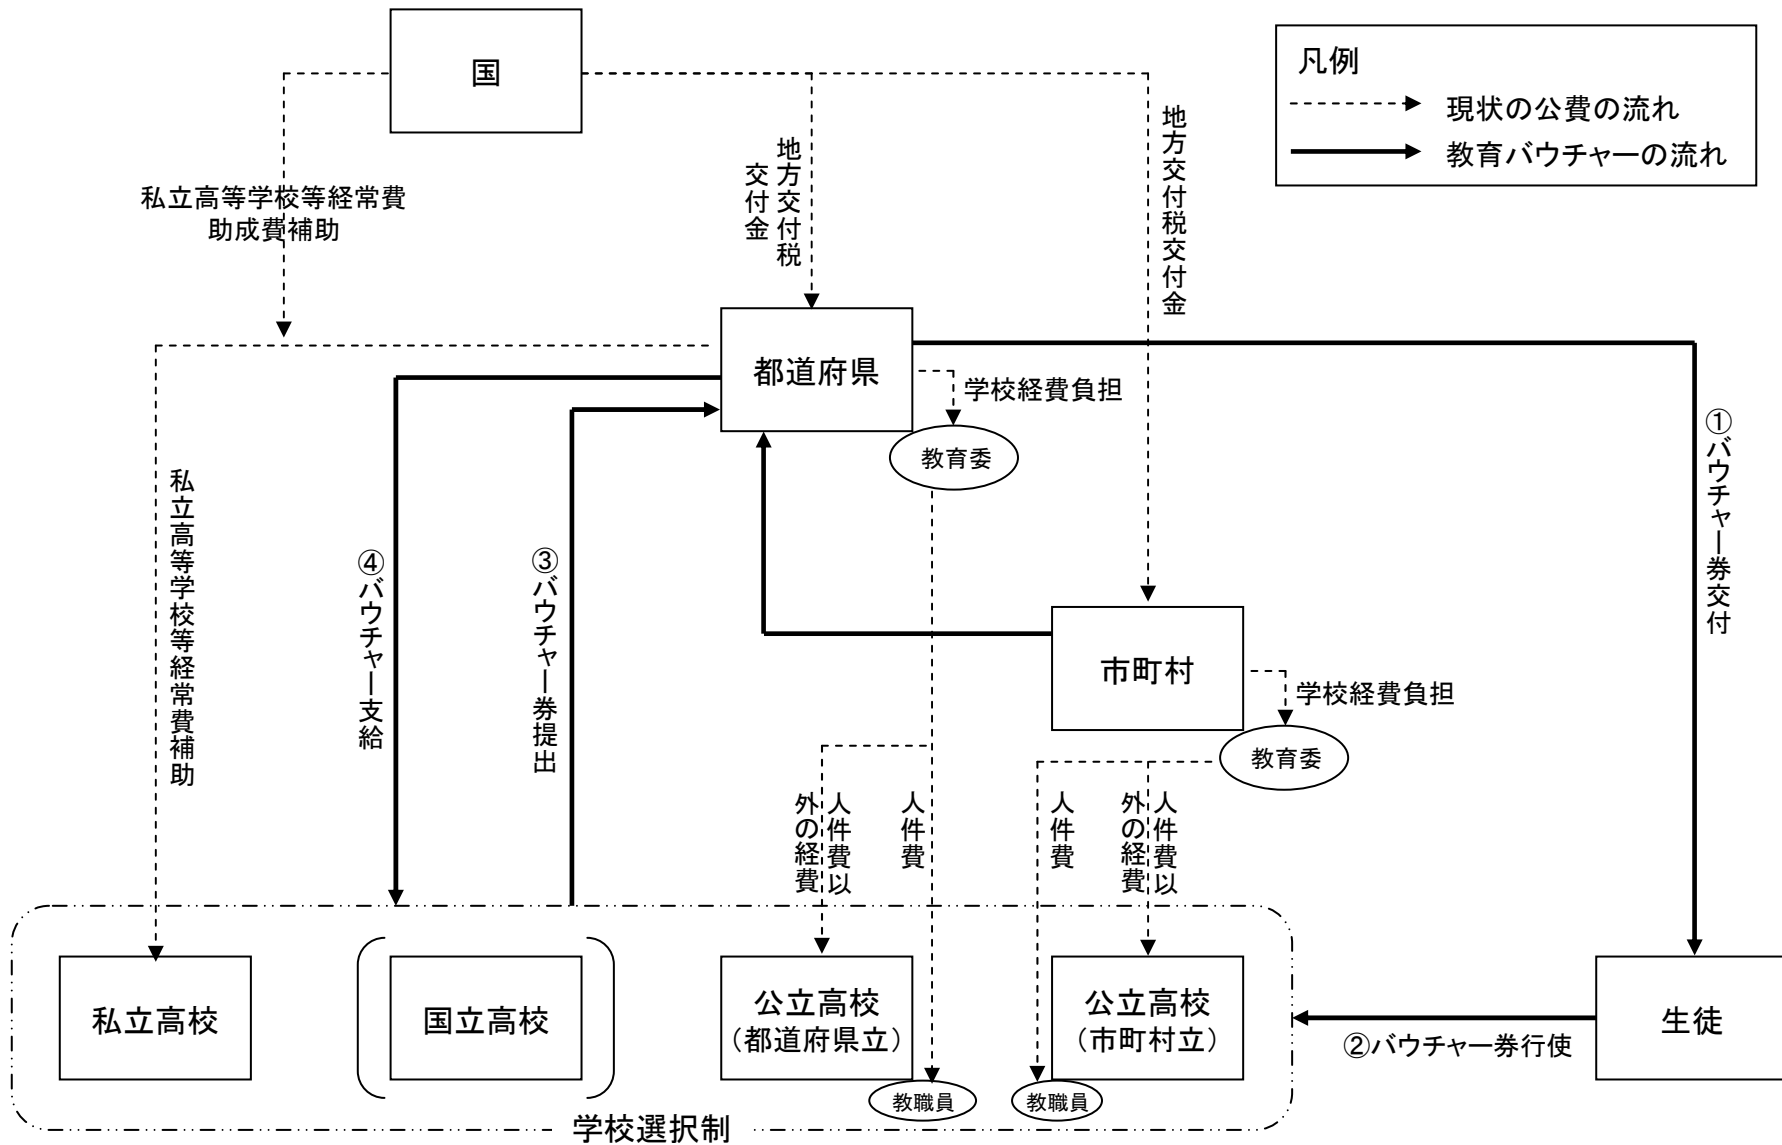 国
凡例
現状の公費の流れ
教育バウチャーの流れ
私立高等学校等経常費
助成費補助
地方交付税
交付金
地方交付税交付金
都道府県
学校経費負担
教育委
①バウチャー券交付
私立高等学校等経常費補助
④バウチャー支給
③バウチャー券提出
市町村
学校経費負担
教育委
人件費以
外の経費
人件費
人件費
人件費以
外の経費
私立高校
国立高校
公立高校
（都道府県立）
公立高校
（市町村立）
生徒
②バウチャー券行使
教職員
教職員
学校選択制